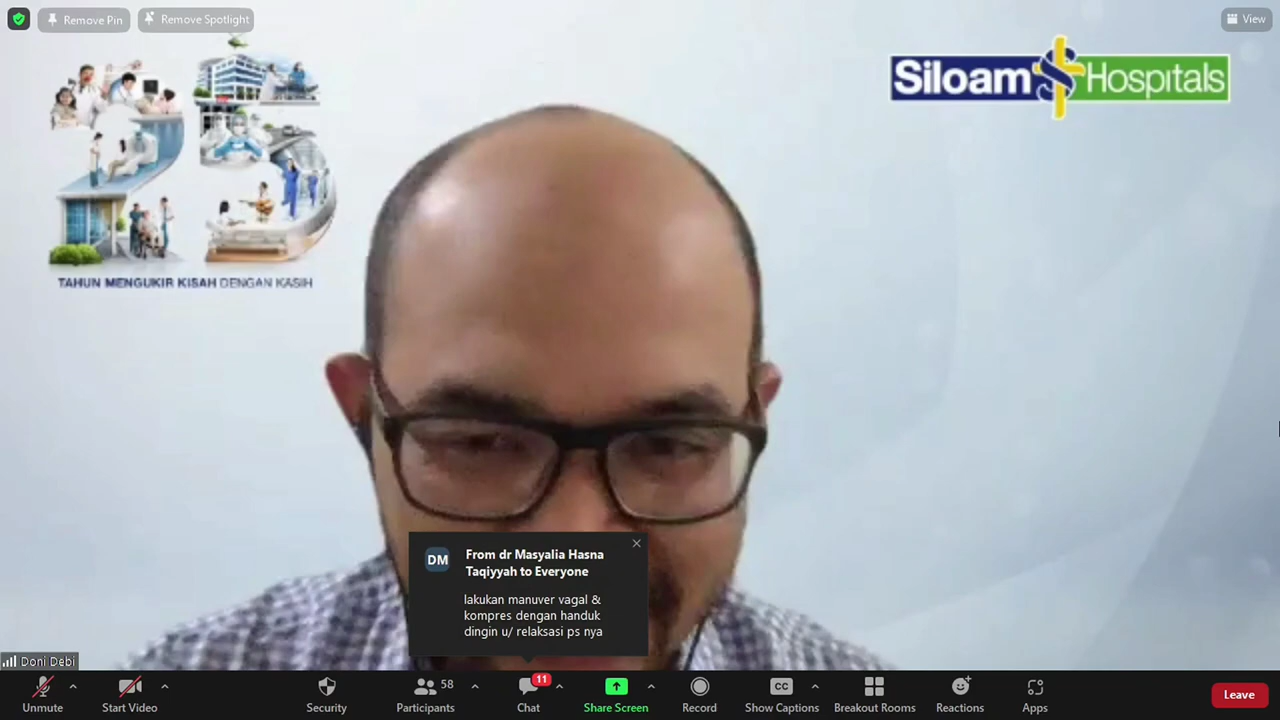 Remove Pin
Remove Spotlight
View
Siloam Hospitals
TAHUN MENGUKIR KISAH DENGAN KASIH
DM
From dr Masyalia Hasna
Taqiyyah to Everyone
lakukan manuver vagal &
kompres dengan handuk
dingin u/ relaksasi ps nya
Doni Debi
Unmute
Start Video
Security
58
Participants
11
Chat
Share Screen
Record
CC
Show Captions
Breakout Rooms
Reactions
Apps
Leave